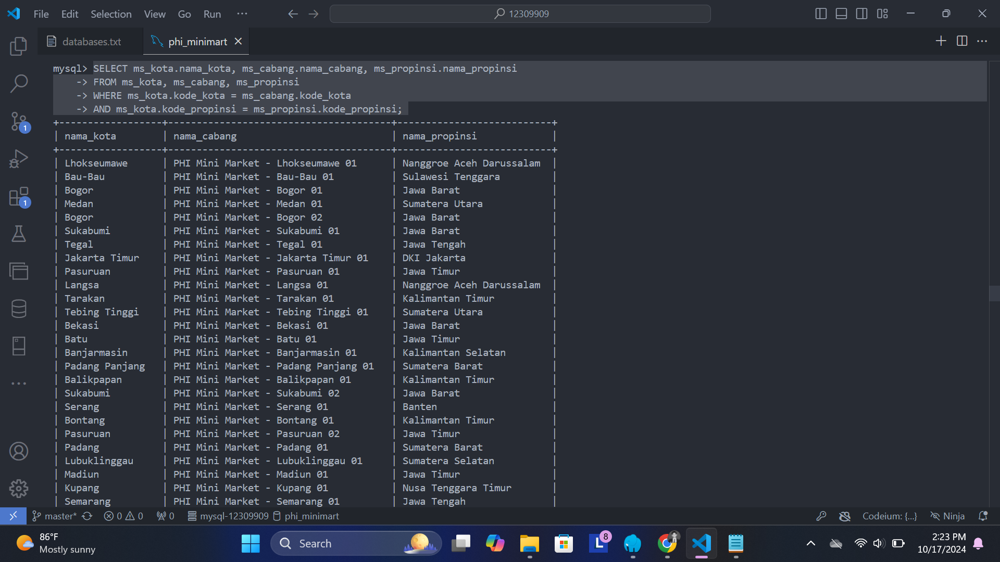 File Edit Selection View Go Run ··· 12309909
databases.txt phi_minimart
mysql> SELECT ms_kota.nama_kota, ms_cabang.nama_cabang, ms_propinsi.nama_propinsi
-> FROM ms_kota, ms_cabang, ms_propinsi
-> WHERE ms_kota.kode_kota = ms_cabang.kode_kota
-> AND ms_kota.kode_propinsi = ms_propinsi.kode_propinsi;
+------------------+---------------------------------------+---------------------------+
| nama_kota | nama_cabang | nama_propinsi |
+------------------+---------------------------------------+---------------------------+
| Lhokseumawe | PHI Mini Market - Lhokseumawe 01 | Nanggroe Aceh Darussalam |
| Bau-Bau | PHI Mini Market - Bau-Bau 01 | Sulawesi Tenggara |
| Bogor | PHI Mini Market - Bogor 01 | Jawa Barat |
| Medan | PHI Mini Market - Medan 01 | Sumatera Utara |
| Bogor | PHI Mini Market - Bogor 02 | Jawa Barat |
| Sukabumi | PHI Mini Market - Sukabumi 01 | Jawa Barat |
| Tegal | PHI Mini Market - Tegal 01 | Jawa Tengah |
| Jakarta Timur | PHI Mini Market - Jakarta Timur 01 | DKI Jakarta |
| Pasuruan | PHI Mini Market - Pasuruan 01 | Jawa Timur |
| Langsa | PHI Mini Market - Langsa 01 | Nanggroe Aceh Darussalam |
| Tarakan | PHI Mini Market - Tarakan 01 | Kalimantan Timur |
| Tebing Tinggi | PHI Mini Market - Tebing Tinggi 01 | Sumatera Utara |
| Bekasi | PHI Mini Market - Bekasi 01 | Jawa Barat |
| Batu | PHI Mini Market - Batu 01 | Jawa Timur |
| Banjarmasin | PHI Mini Market - Banjarmasin 01 | Kalimantan Selatan |
| Padang Panjang | PHI Mini Market - Padang Panjang 01 | Sumatera Barat |
| Balikpapan | PHI Mini Market - Balikpapan 01 | Kalimantan Timur |
| Sukabumi | PHI Mini Market - Sukabumi 02 | Jawa Barat |
| Serang | PHI Mini Market - Serang 01 | Banten |
| Bontang | PHI Mini Market - Bontang 01 | Kalimantan Timur |
| Pasuruan | PHI Mini Market - Pasuruan 02 | Jawa Timur |
| Padang | PHI Mini Market - Padang 01 | Sumatera Barat |
| Lubuklinggau | PHI Mini Market - Lubuklinggau 01 | Sumatera Selatan |
| Madiun | PHI Mini Market - Madiun 01 | Jawa Timur |
| Kupang | PHI Mini Market - Kupang 01 | Nusa Tenggara Timur |
| Semarang | PHI Mini Market - Semarang 01 | Jawa Tengah |
1
1
master* 0 0 0 mysql-12309909 phi_minimart Codeium: {...} Ninja
86°F
Mostly sunny
Search
L 8
2:23 PM
10/17/2024